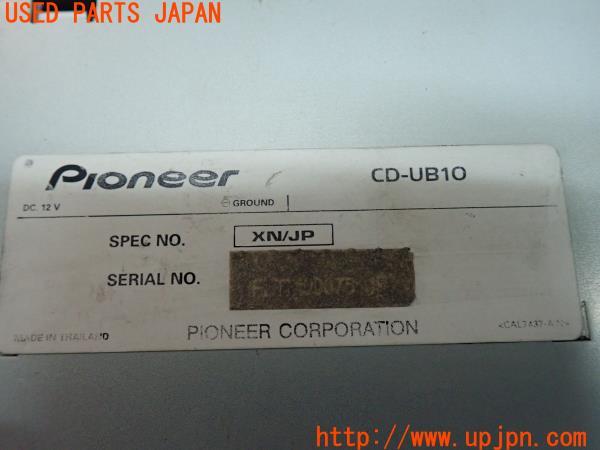 USED PARTS JAPAN
Pioneer CD-UB10
DC. 12 V GROUND
SPEC NO. XN/JP
SERIAL NO.
MADE IN THAILAND PIONEER CORPORATION
JAPAN
http://www.upjpn.com/